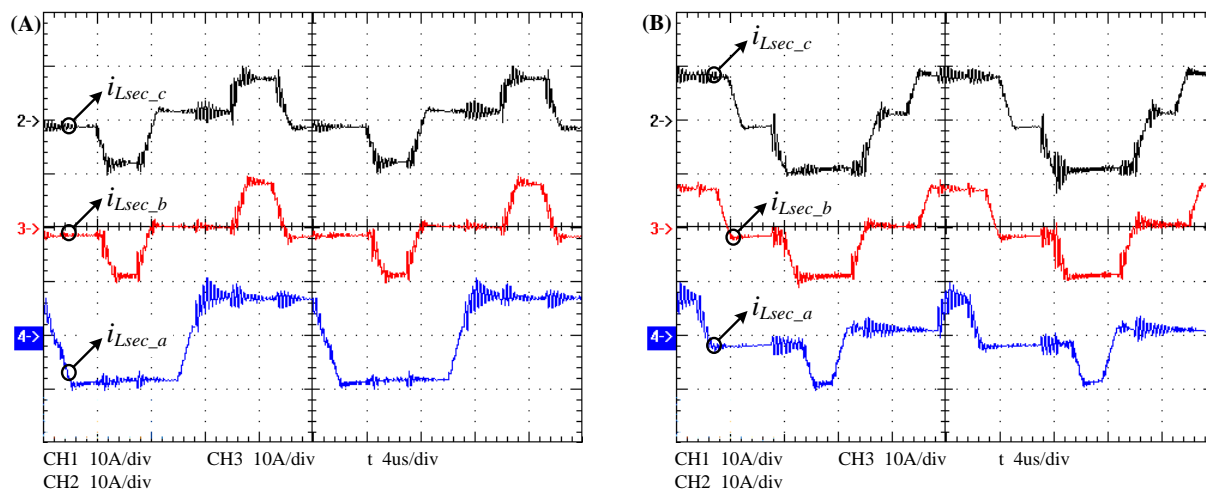 (A)
i_Lsec_c
2->
i_Lsec_b
3->
i_Lsec_a
4->
CH1 10A/div CH3 10A/div t 4us/div
CH2 10A/div
(B)
i_Lsec_c
2->
i_Lsec_b
3->
i_Lsec_a
4->
CH1 10A/div CH3 10A/div t 4us/div
CH2 10A/div